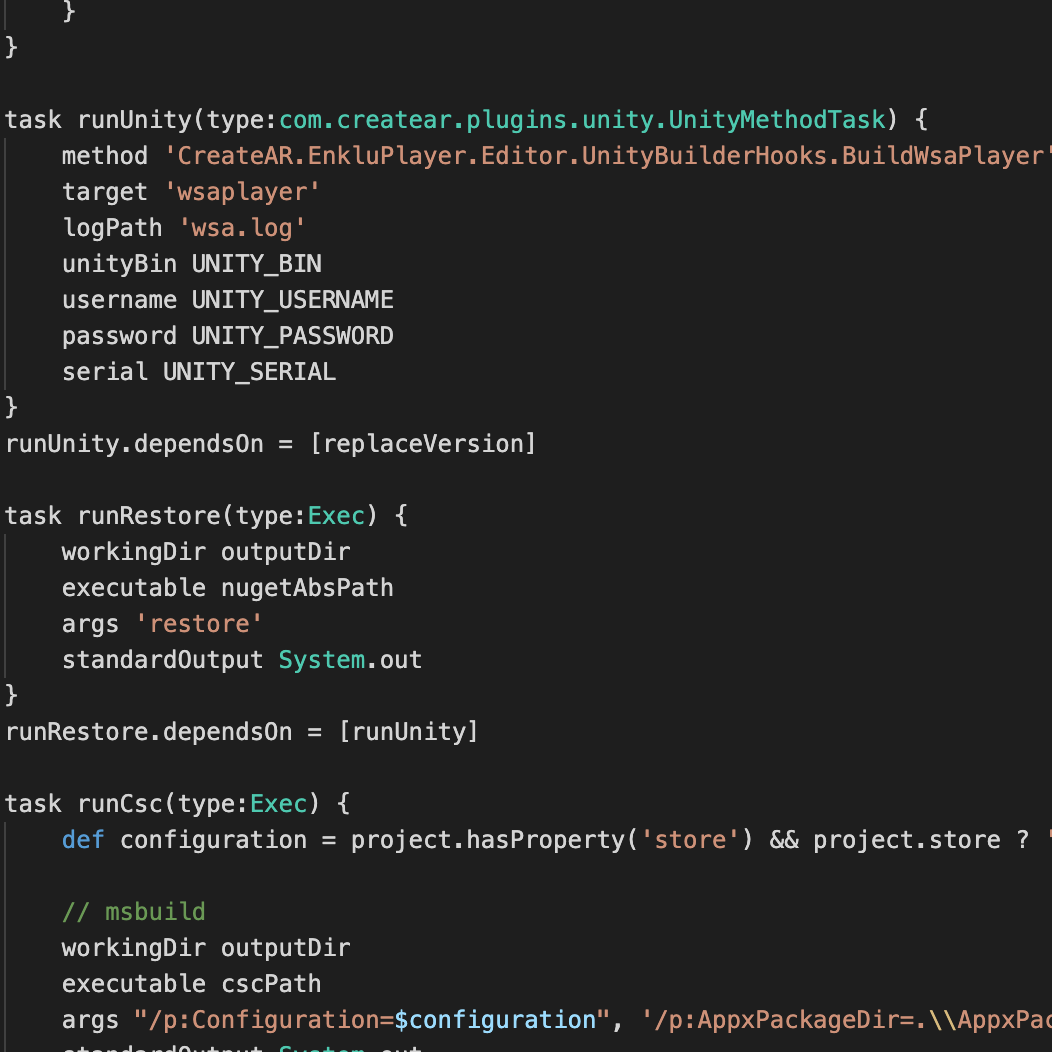 }
}
task runUnity(type:com.createar.plugins.unity.UnityMethodTask) {
method 'CreateAR.EnkluPlayer.Editor.UnityBuilderHooks.BuildWsaPlayer'
target 'wsaplayer'
logPath 'wsa.log'
unityBin UNITY_BIN
username UNITY_USERNAME
password UNITY_PASSWORD
serial UNITY_SERIAL
}
runUnity.dependsOn = [replaceVersion]
task runRestore(type:Exec) {
workingDir outputDir
executable nugetAbsPath
args 'restore'
standardOutput System.out
}
runRestore.dependsOn = [runUnity]
task runCsc(type:Exec) {
def configuration = project.hasProperty('store') && project.store ? '
// msbuild
workingDir outputDir
executable cscPath
args "/p:Configuration=$configuration", '/p:AppxPackageDir=.\\AppxPac
standardOutput System.out